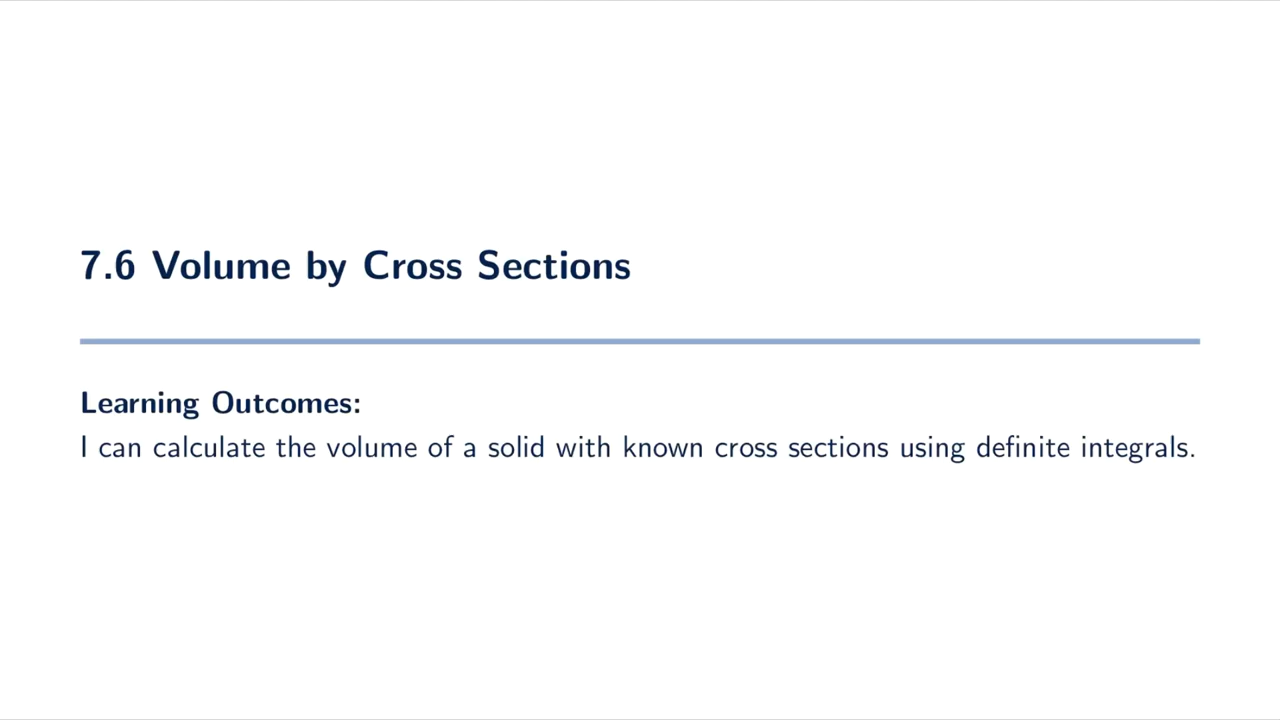 7.6 Volume by Cross Sections
Learning Outcomes:
I can calculate the volume of a solid with known cross sections using definite integrals.